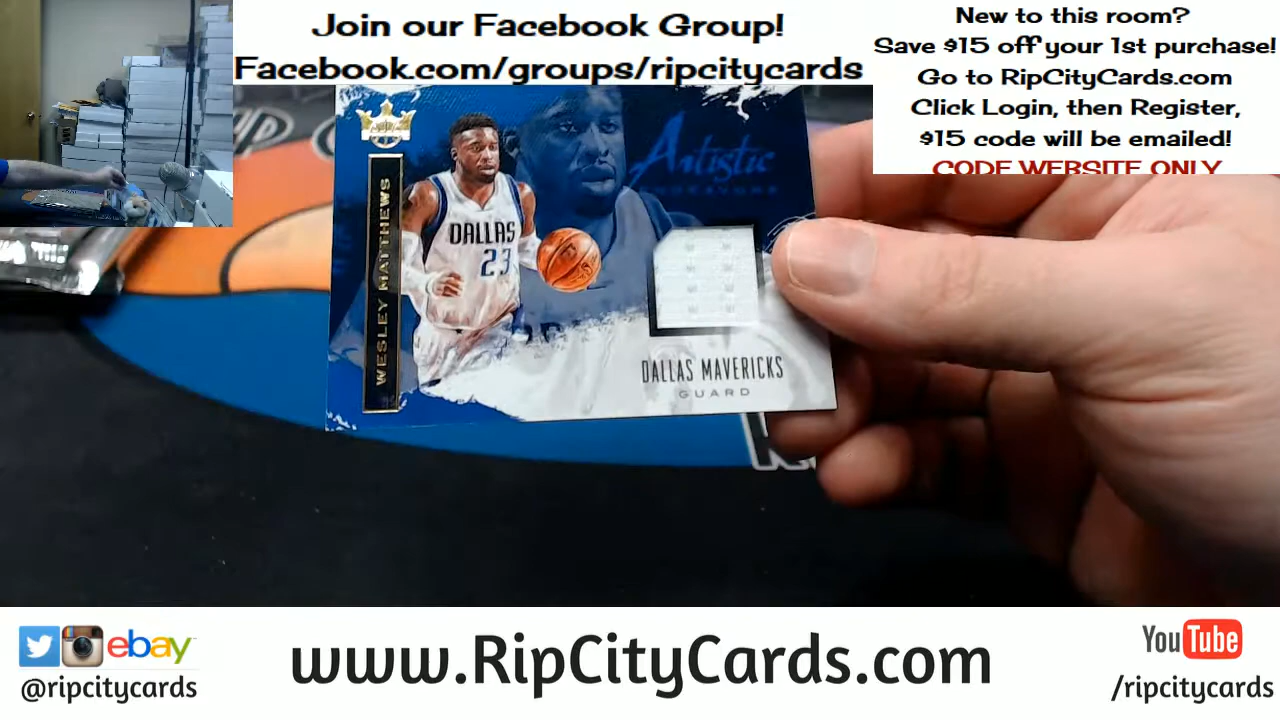 Join our Facebook Group!
Facebook.com/groups/ripcitycards
New to this room?
Save $15 off your 1st purchase!
Go to RipCityCards.com
Click Login, then Register,
$15 code will be emailed!
CODE WEBSITE ONLY
Artistic
WESLEY MATTHEWS
DALLAS
23
DALLAS MAVERICKS
GUARD
ebay
@ripcitycards
www.RipCityCards.com
YouTube
/ripcitycards